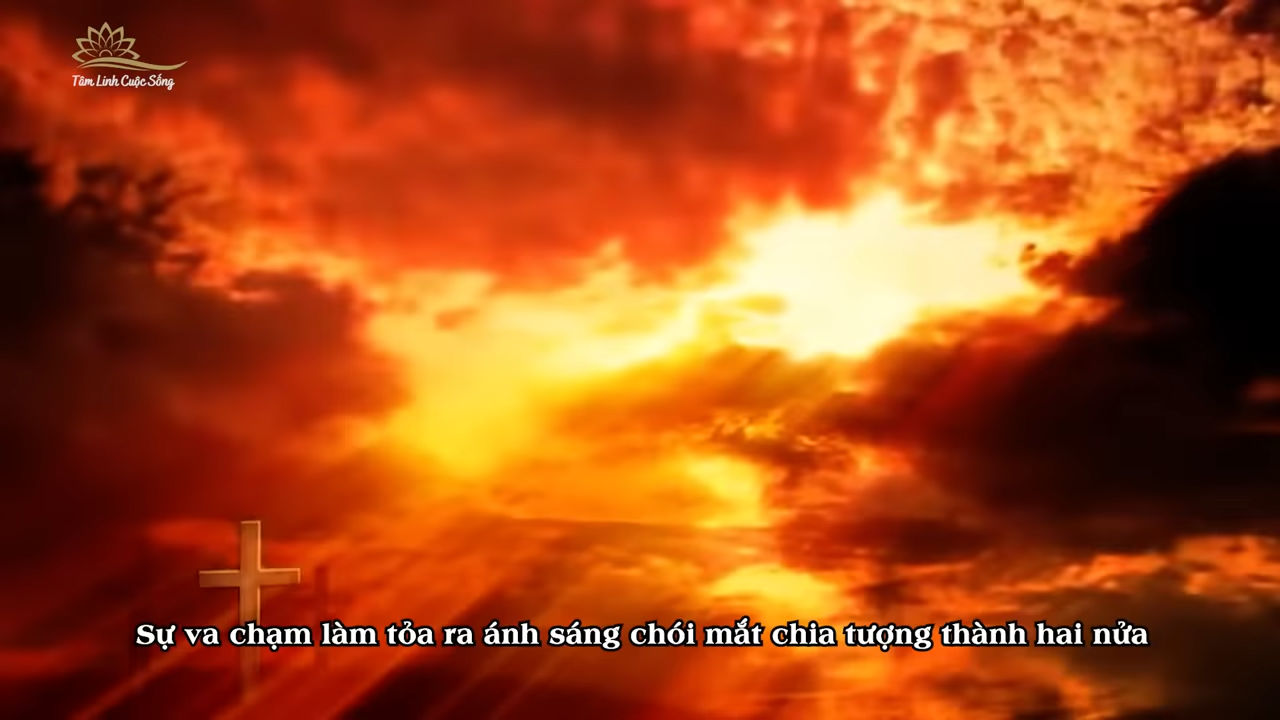 Tâm Linh Cuộc Sống
Sự va chạm làm tỏa ra ánh sáng chói mắt chia tượng thành hai nửa